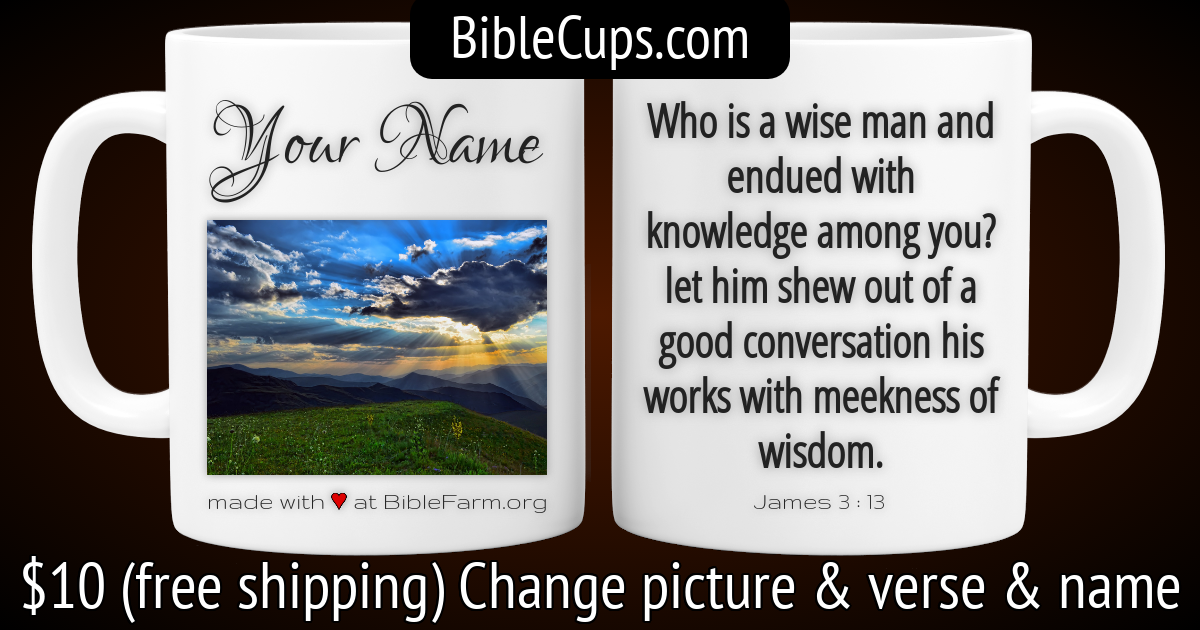 BibleCups.com
Your Name
made with ♥ at BibleFarm.org
Who is a wise man and
endued with
knowledge among you?
let him shew out of a
good conversation his
works with meekness of
wisdom.
James 3 : 13
$10 (free shipping) Change picture & verse & name